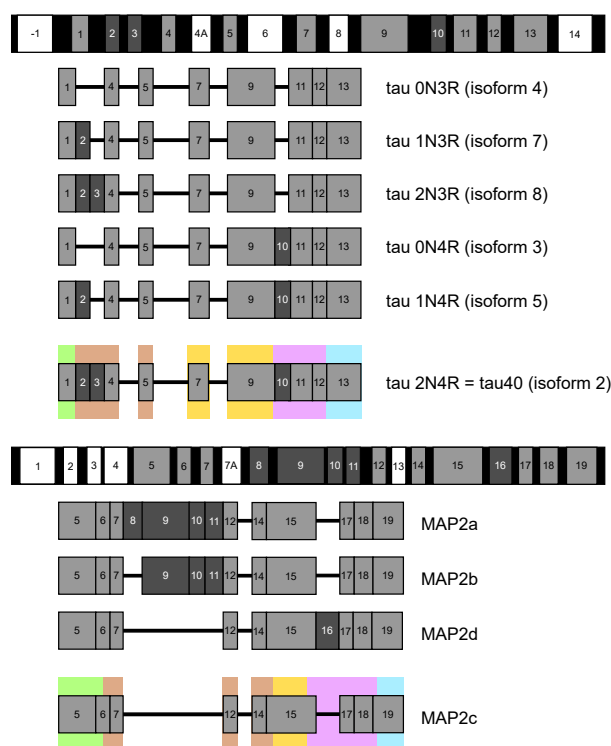 -1 1 2 3 4 4A 5 6 7 8 9 10 11 12 13 14
1 4 5 7 9 11 12 13 tau 0N3R (isoform 4)
1 2 4 5 7 9 11 12 13 tau 1N3R (isoform 7)
1 2 3 4 5 7 9 11 12 13 tau 2N3R (isoform 8)
1 4 5 7 9 10 11 12 13 tau 0N4R (isoform 3)
1 2 4 5 7 9 10 11 12 13 tau 1N4R (isoform 5)
1 2 3 4 5 7 9 10 11 12 13 tau 2N4R = tau40 (isoform 2)
1 2 3 4 5 6 7 7A 8 9 10 11 12 13 14 15 16 17 18 19
5 6 7 8 9 10 11 12 14 15 17 18 19 MAP2a
5 6 7 9 10 11 12 14 15 17 18 19 MAP2b
5 6 7 12 14 15 16 17 18 19 MAP2d
5 6 7 12 14 15 17 18 19 MAP2c